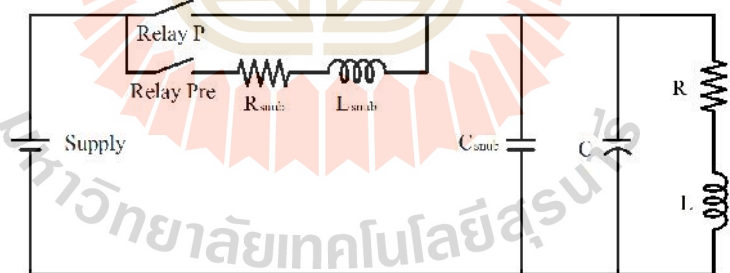 Relay P
Relay Pre
Rsnub
Lsnub
Supply
Csnub
C
R
L
มหาวิทยาลัยเทคโนโลยีสุรนารี